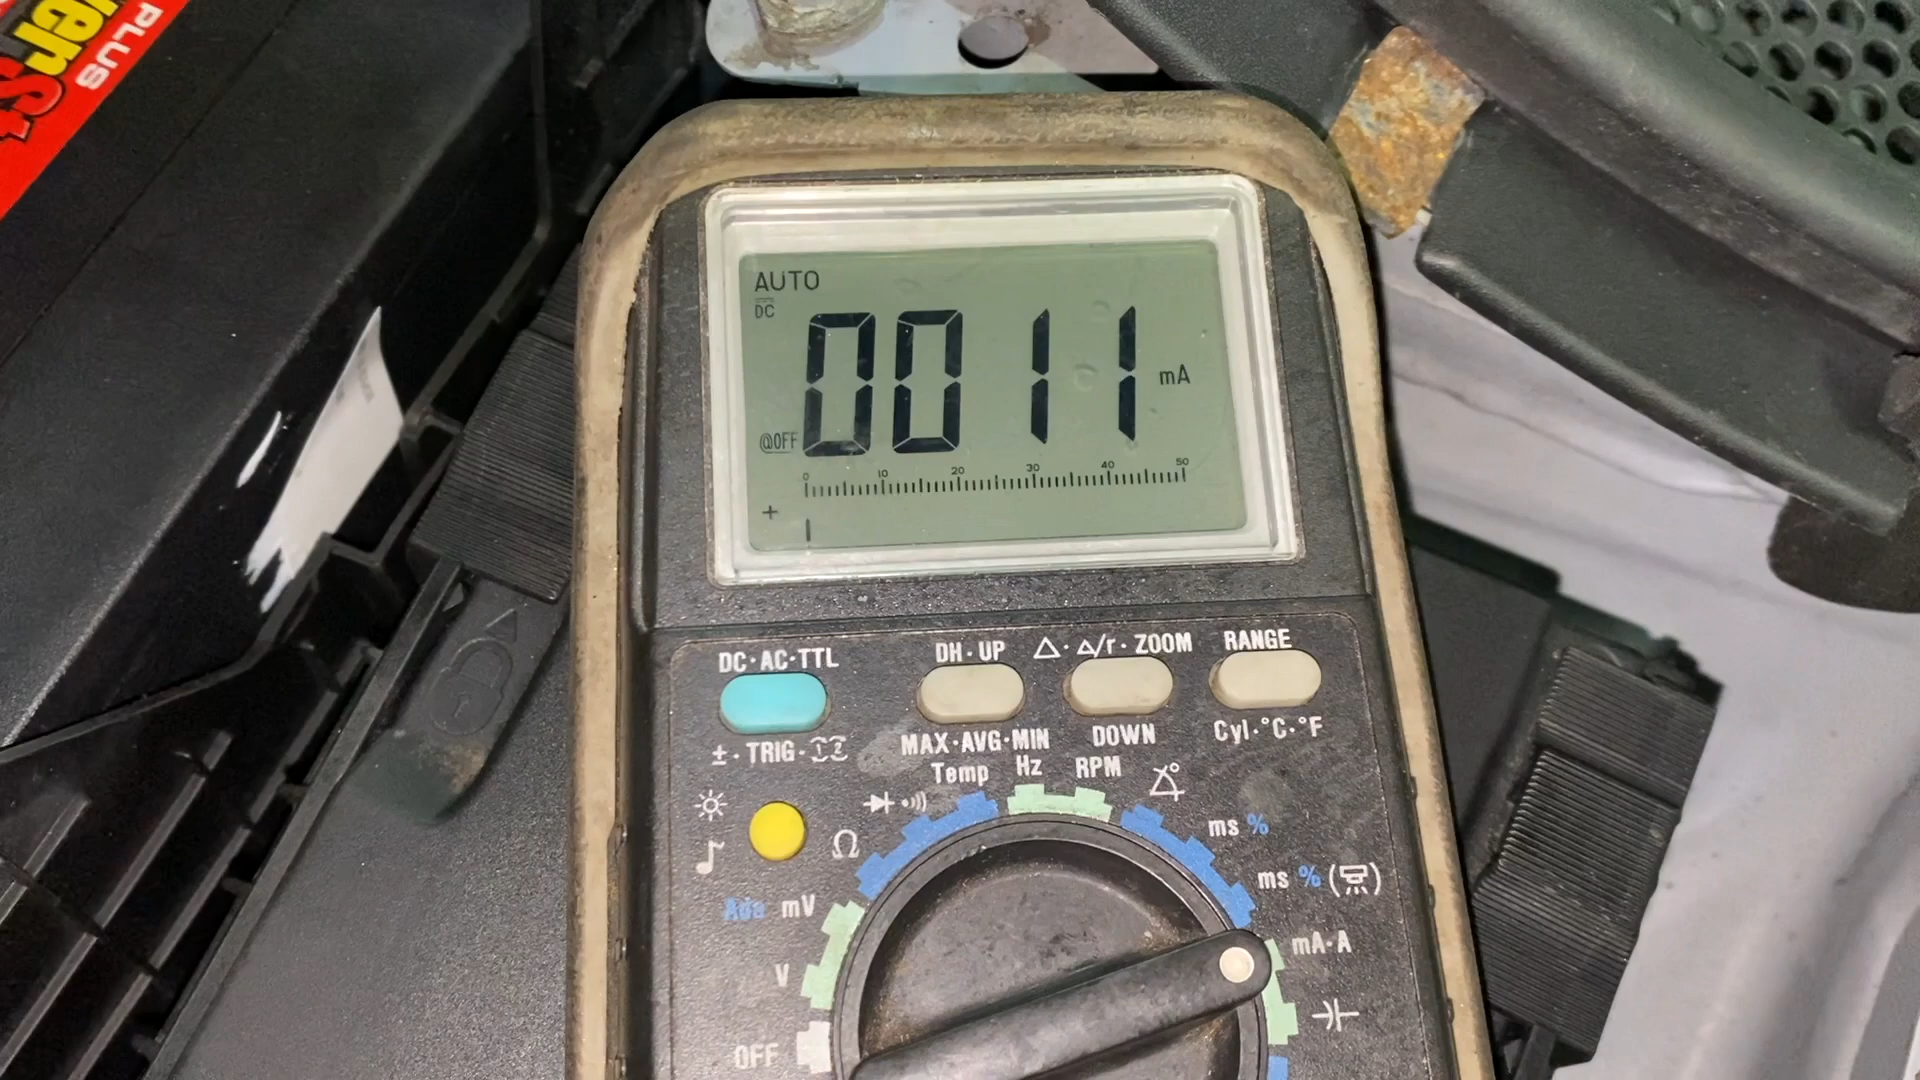 PLUS
AUTO
DC
0011 mA
@OFF
0 10 20 30 40 50
+
DC·AC·TTL
DH·UP
△·△/r·ZOOM
RANGE
±·TRIG·
MAX·AVG·MIN
DOWN
Cyl·°C·°F
Temp
Hz
RPM
Ω
ms %
ms %
Ada mV
mA·A
V
OFF